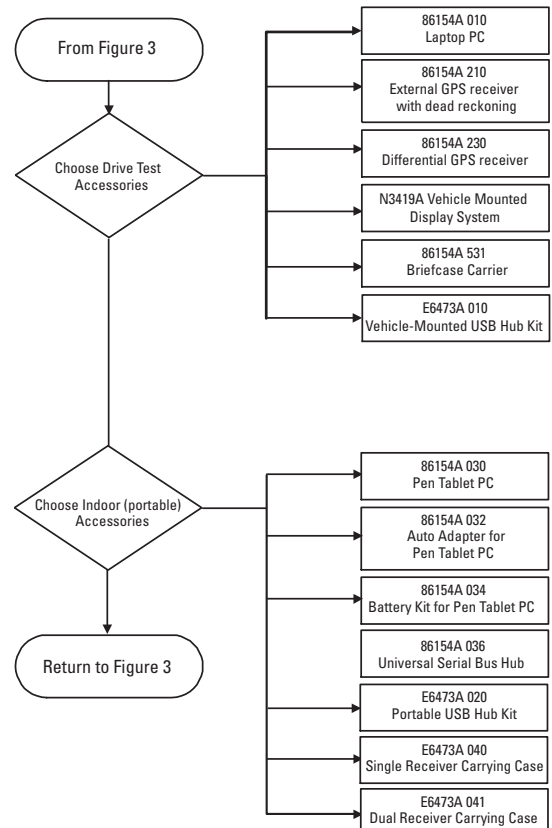 From Figure 3
Choose Drive Test
Accessories
86154A 010
Laptop PC
86154A 210
External GPS receiver
with dead reckoning
86154A 230
Differential GPS receiver
N3419A Vehicle Mounted
Display System
86154A 531
Briefcase Carrier
E6473A 010
Vehicle-Mounted USB Hub Kit
Choose Indoor (portable)
Accessories
86154A 030
Pen Tablet PC
86154A 032
Auto Adapter for
Pen Tablet PC
86154A 034
Battery Kit for Pen Tablet PC
86154A 036
Universal Serial Bus Hub
E6473A 020
Portable USB Hub Kit
E6473A 040
Single Receiver Carrying Case
E6473A 041
Dual Receiver Carrying Case
Return to Figure 3